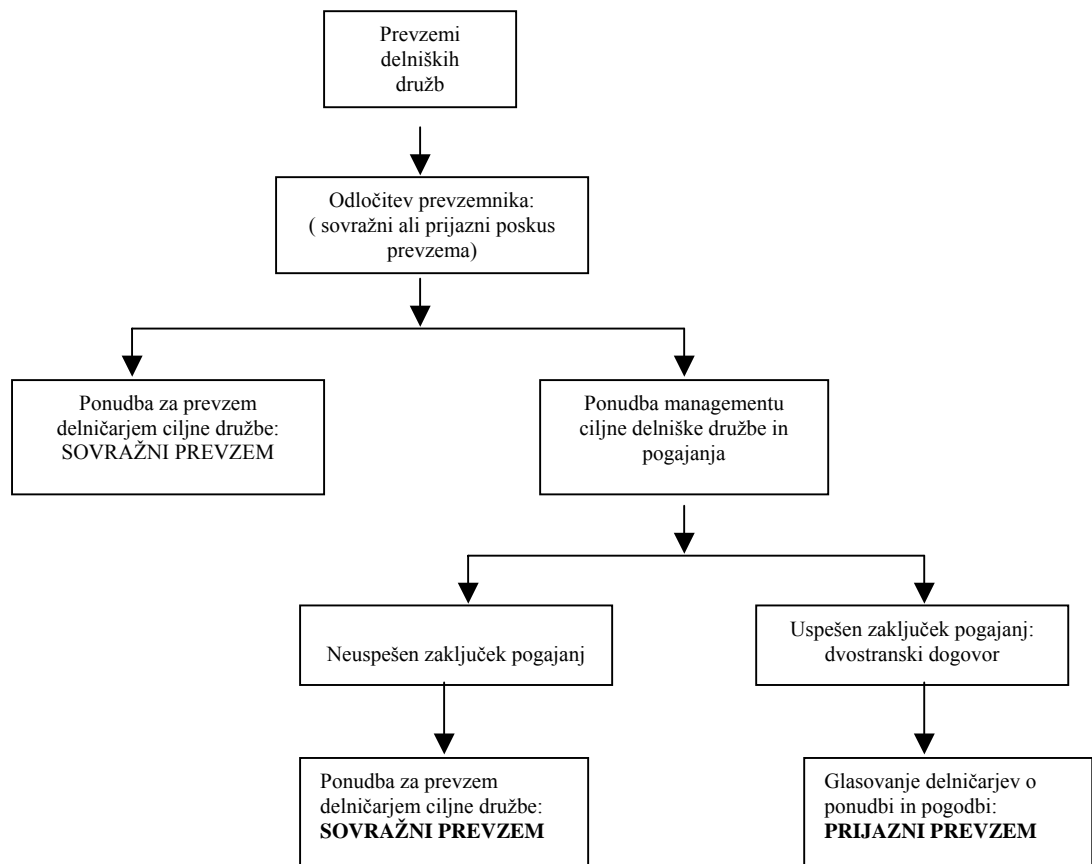 Prevzemi
delniških
družb
Odločitev prevzemnika:
( sovražni ali prijazni poskus
prevzema)
Ponudba za prevzem
delničarjem ciljne družbe:
SOVRAŽNI PREVZEM
Ponudba managementu
ciljne delniške družbe in
pogajanja
Neuspešen zaključek pogajanj
Uspešen zaključek pogajanj:
dvostranski dogovor
Ponudba za prevzem
delničarjem ciljne družbe:
SOVRAŽNI PREVZEM
Glasovanje delničarjev o
ponudbi in pogodbi:
PRIJAZNI PREVZEM